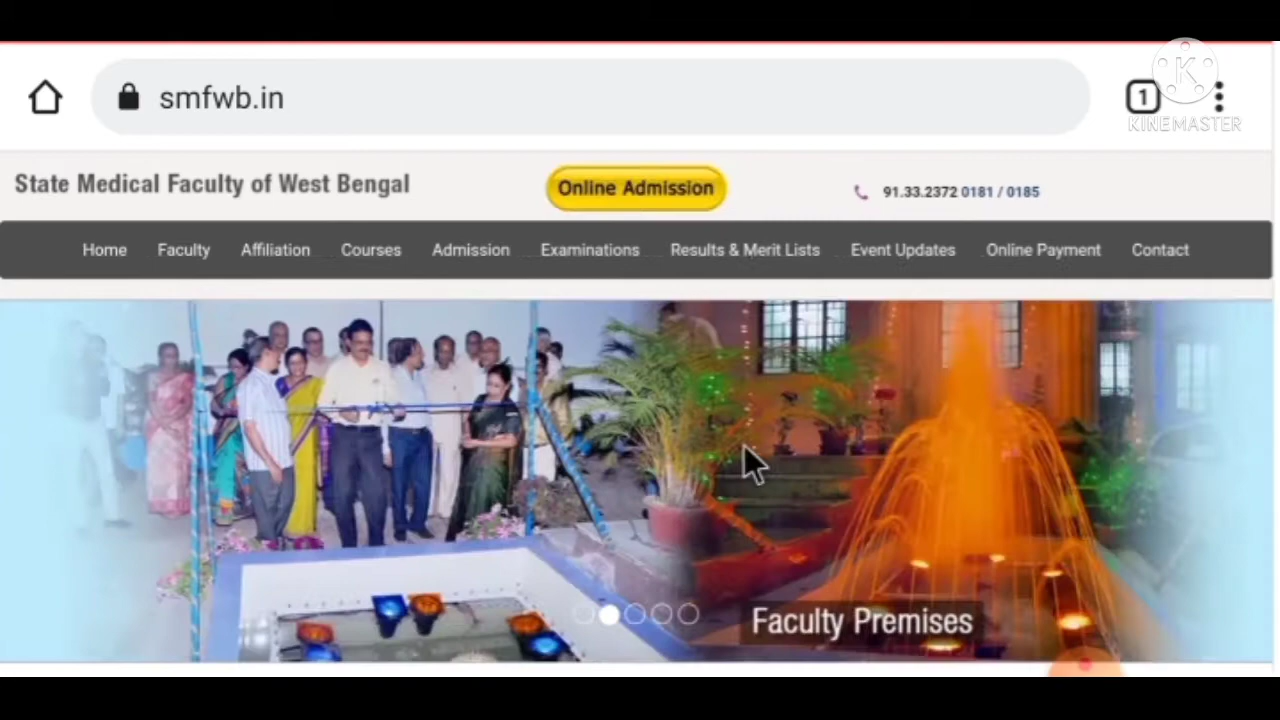 smfwb.in
1
K
KINEMASTER
State Medical Faculty of West Bengal
Online Admission
91.33.2372 0181 / 0185
Home Faculty Affiliation Courses Admission Examinations Results & Merit Lists Event Updates Online Payment Contact
Faculty Premises